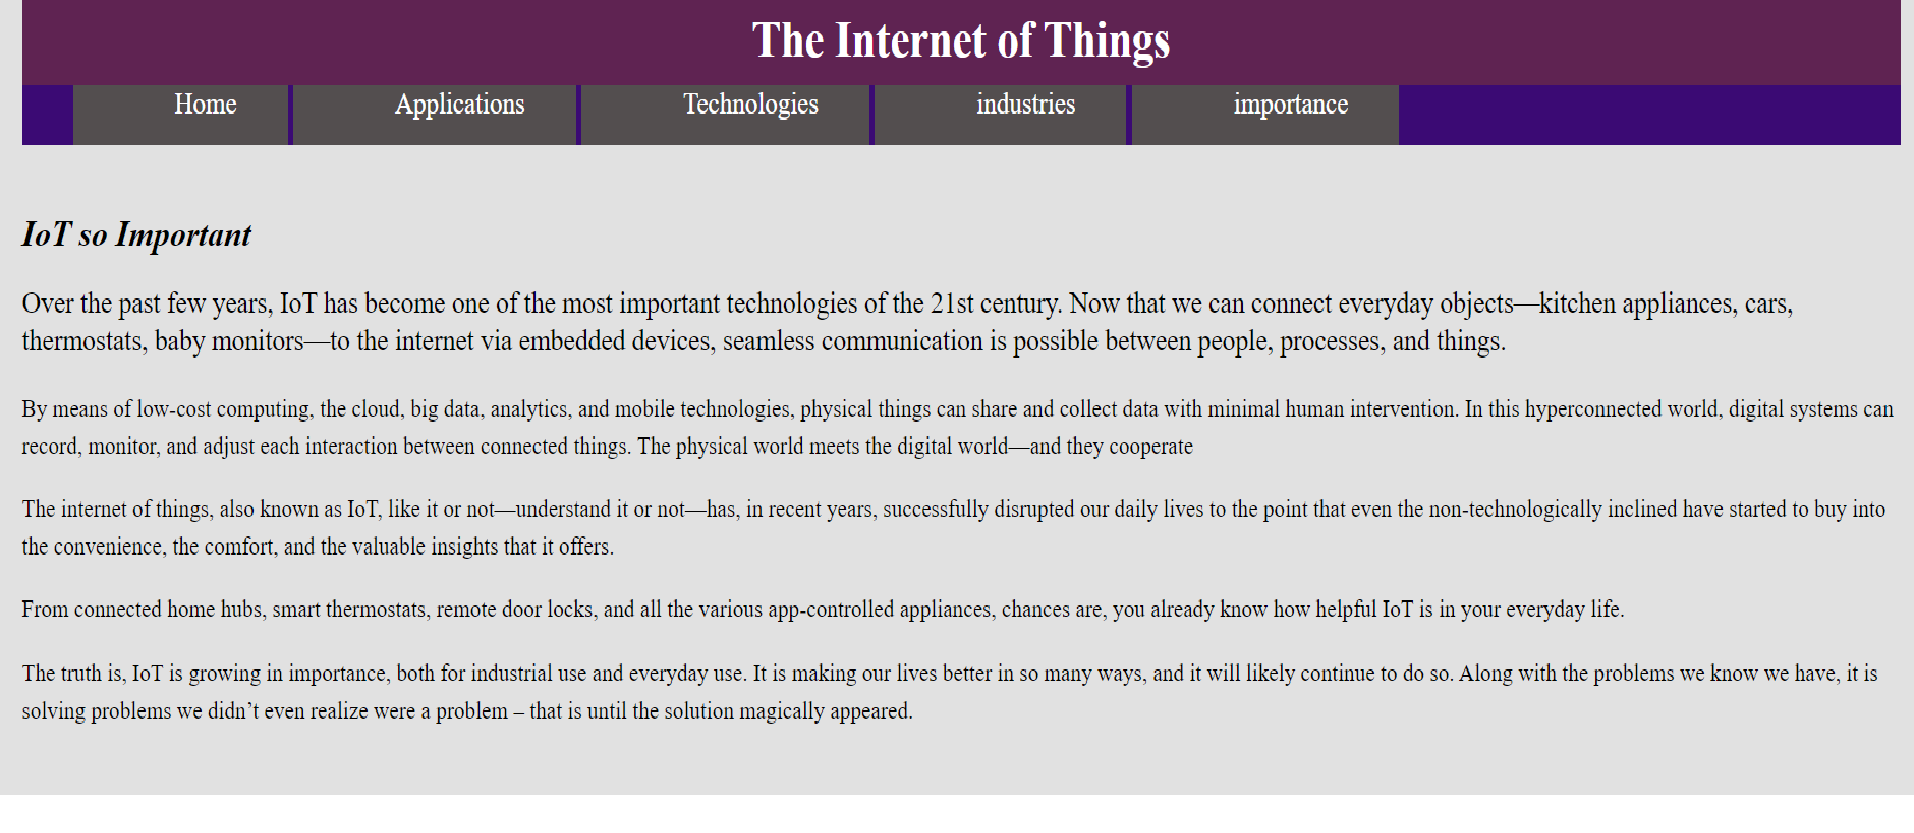 The Internet of Things
Home Applications Technologies industries importance
IoT so Important
Over the past few years, IoT has become one of the most important technologies of the 21st century. Now that we can connect everyday objects—kitchen appliances, cars,
thermostats, baby monitors—to the internet via embedded devices, seamless communication is possible between people, processes, and things.
By means of low-cost computing, the cloud, big data, analytics, and mobile technologies, physical things can share and collect data with minimal human intervention. In this hyperconnected world, digital systems can
record, monitor, and adjust each interaction between connected things. The physical world meets the digital world—and they cooperate
The internet of things, also known as IoT, like it or not—understand it or not—has, in recent years, successfully disrupted our daily lives to the point that even the non-technologically inclined have started to buy into
the convenience, the comfort, and the valuable insights that it offers.
From connected home hubs, smart thermostats, remote door locks, and all the various app-controlled appliances, chances are, you already know how helpful IoT is in your everyday life.
The truth is, IoT is growing in importance, both for industrial use and everyday use. It is making our lives better in so many ways, and it will likely continue to do so. Along with the problems we know we have, it is
solving problems we didn’t even realize were a problem – that is until the solution magically appeared.